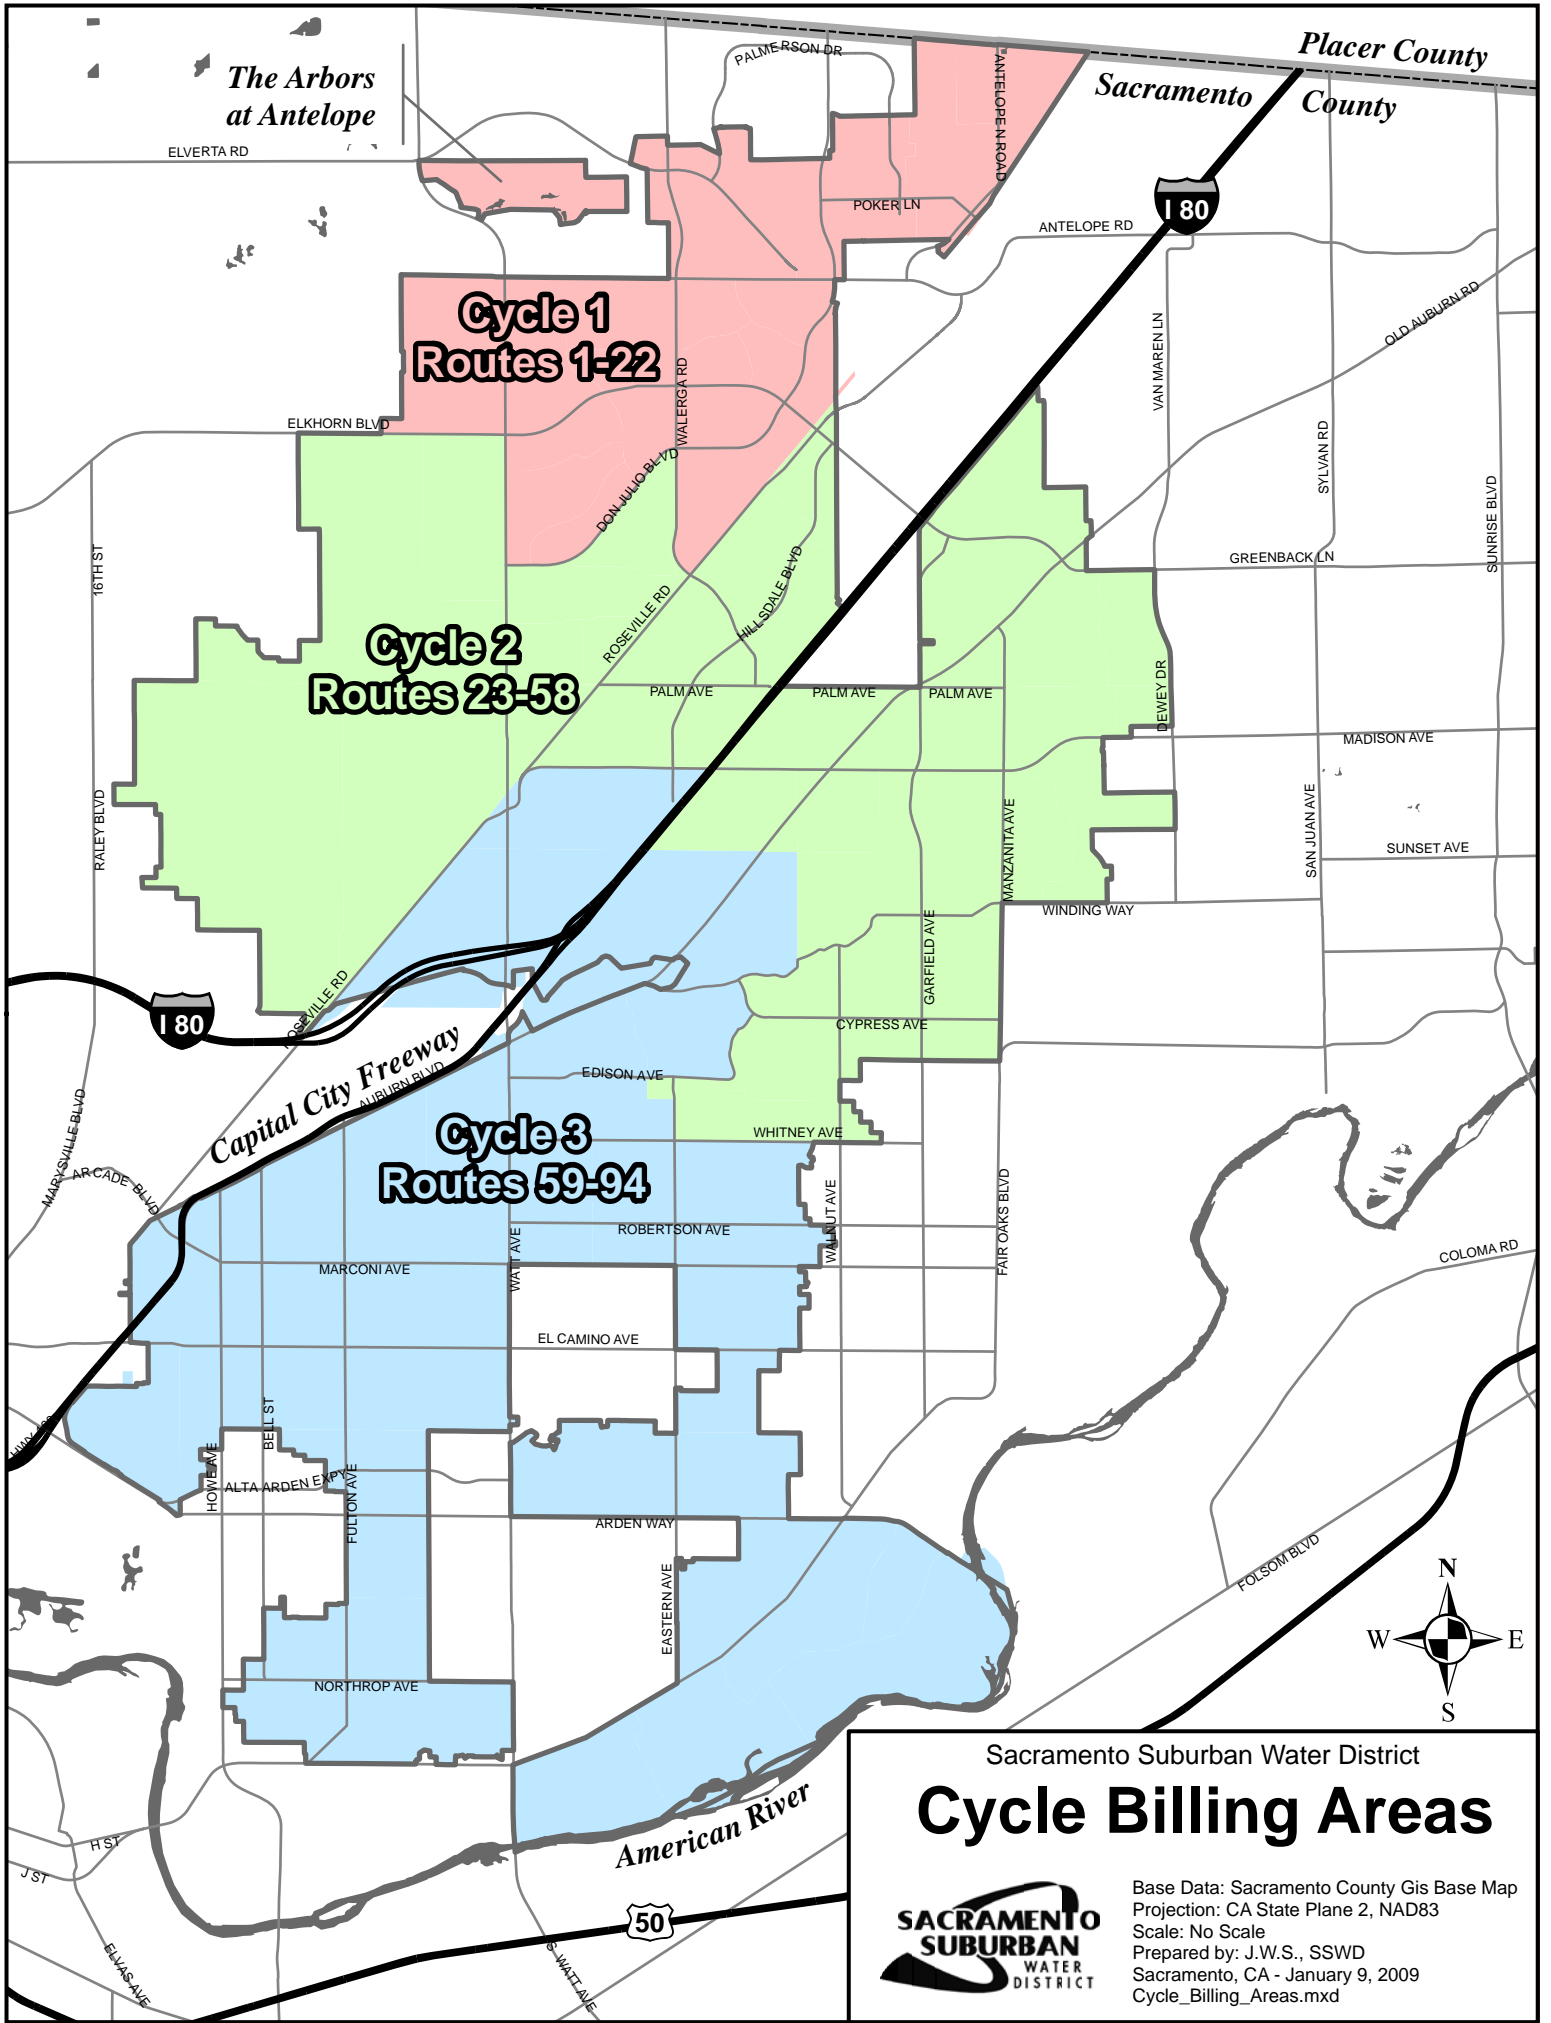 Placer County
Sacramento County
The Arbors
at Antelope
PALMERSON DR
ANTELOPE N ROAD
ELVERTA RD
POKER LN
I 80
ANTELOPE RD
Cycle 1
Routes 1-22
VAN MAREN LN
OLD AUBURN RD
WALERGA RD
ELKHORN BLVD
DON JULIO BLVD
SYLVAN RD
SUNRISE BLVD
16TH ST
GREENBACK LN
HILLSDALE BLVD
ROSEVILLE RD
Cycle 2
Routes 23-58
PALM AVE
PALM AVE
PALM AVE
DEWEY DR
MADISON AVE
RALEY BLVD
MANZANITA AVE
SAN JUAN AVE
SUNSET AVE
WINDING WAY
GARFIELD AVE
ROSEVILLE RD
I 80
CYPRESS AVE
Capital City Freeway
AUBURN BLVD
EDISON AVE
MARYSVILLE BLVD
Cycle 3
Routes 59-94
WHITNEY AVE
ARCADE BLVD
WALNUT AVE
FAIR OAKS BLVD
ROBERTSON AVE
WATT AVE
MARCONI AVE
COLOMA RD
EL CAMINO AVE
BELL ST
HOWE AVE
ALTA ARDEN EXPY
FULTON AVE
ARDEN WAY
EASTERN AVE
FOLSOM BLVD
N
W E
S
NORTHROP AVE
American River
H ST
J ST
ELVAS AVE
50
S. WATT AVE
Sacramento Suburban Water District
Cycle Billing Areas
SACRAMENTO
SUBURBAN
WATER
DISTRICT
Base Data: Sacramento County Gis Base Map
Projection: CA State Plane 2, NAD83
Scale: No Scale
Prepared by: J.W.S., SSWD
Sacramento, CA - January 9, 2009
Cycle_Billing_Areas.mxd